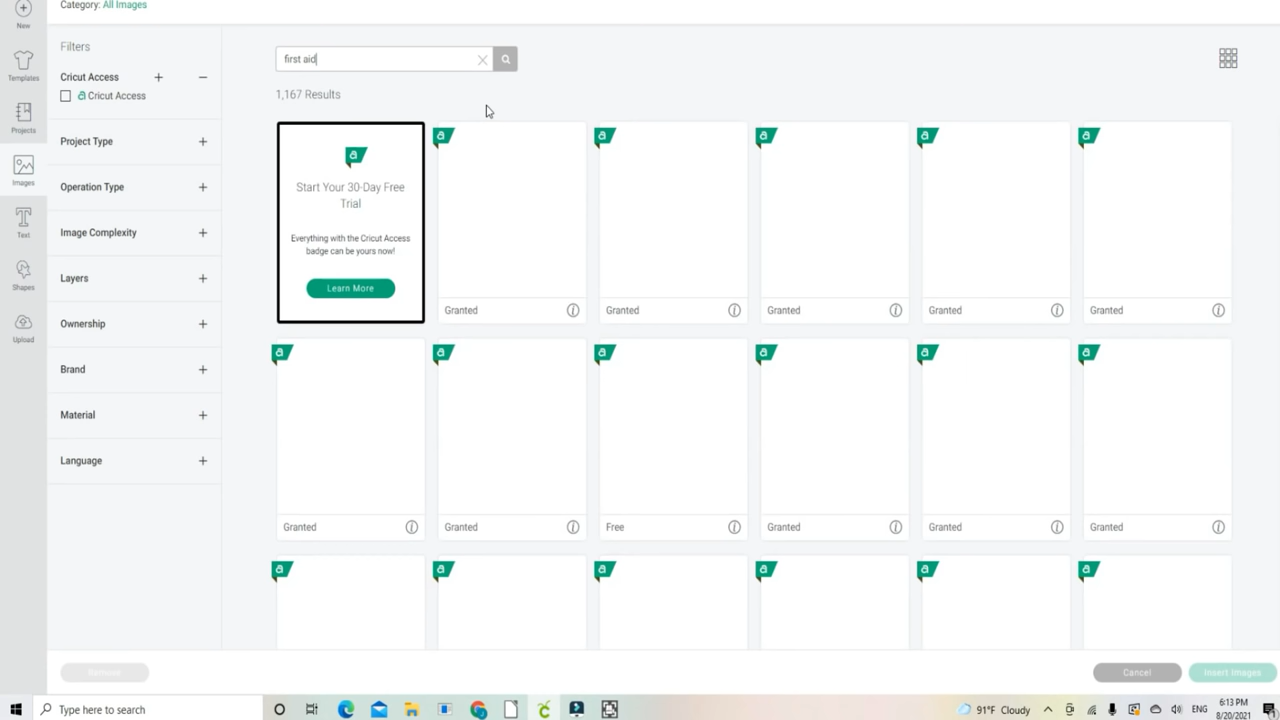 Category: All Images
New
Templates
Projects
Images
Text
Shapes
Upload
Filters
Cricut Access
a Cricut Access
Project Type
Operation Type
Image Complexity
Layers
Ownership
Brand
Material
Language
first aid
1,167 Results
a
Start Your 30-Day Free
Trial
Everything with the Cricut Access
badge can be yours now!
Learn More
a a a a a
Granted Granted Granted Granted Granted
a a a a a a
Granted Granted Free Granted Granted Granted
a a a a a a
Cancel
Insert Images
Type here to search
91°F Cloudy
ENG
6:13 PM
8/20/2021